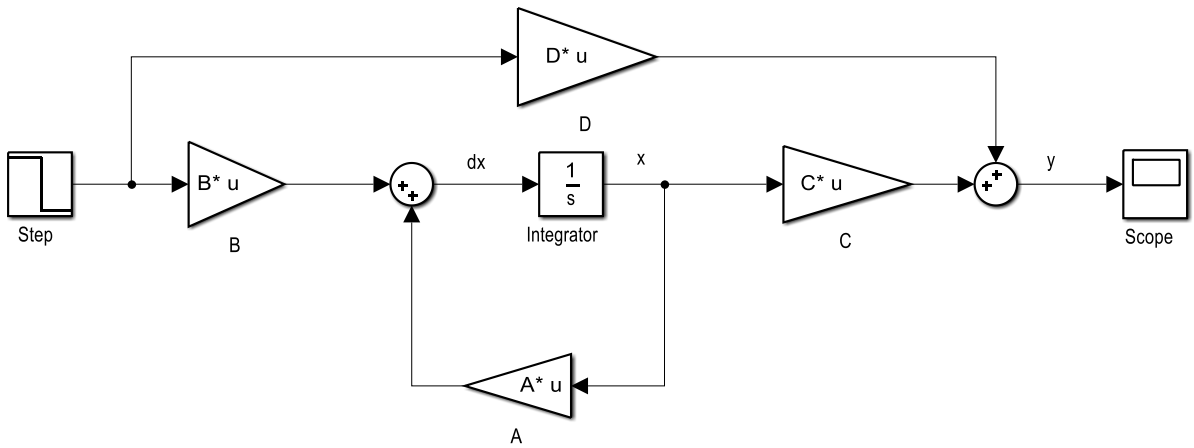 D* u
D
Step
B* u
B
+
+
dx
1
s
Integrator
x
C* u
C
+
+
y
Scope
A* u
A